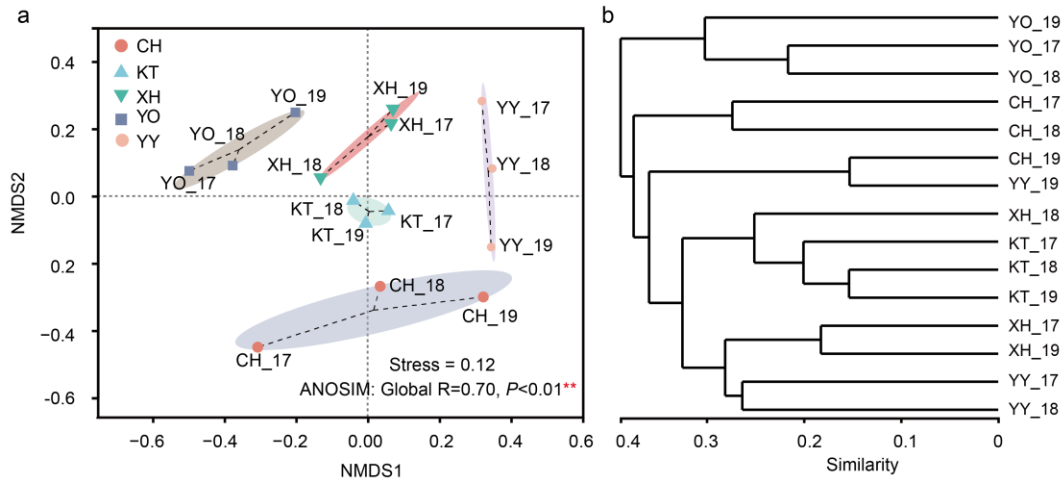 a
b
CH
KT
XH
YO
YY
0.4
0.2
0.0
0.2
−0.4
-0.6
NMDS2
−0.6
−0.4
−0.2
0.00
0.2
0.4
0.6
NMDS1
YO_19
YO_18
YO_17
XH_19
XH_17
XH_18
YY_17
YY_18
YY_19
KT_18
KT_17
KT_19
CH_18
CH_19
CH_17
Stress = 0.12
ANOSIM: Global R=0.70, P<0.01**
YO_19
YO_17
YO_18
CH_17
CH_18
CH_19
YY_19
XH_18
KT_17
KT_18
KT_19
XH_17
XH_19
YY_17
YY_18
0.4
0.3
0.2
0.1
0
Similarity